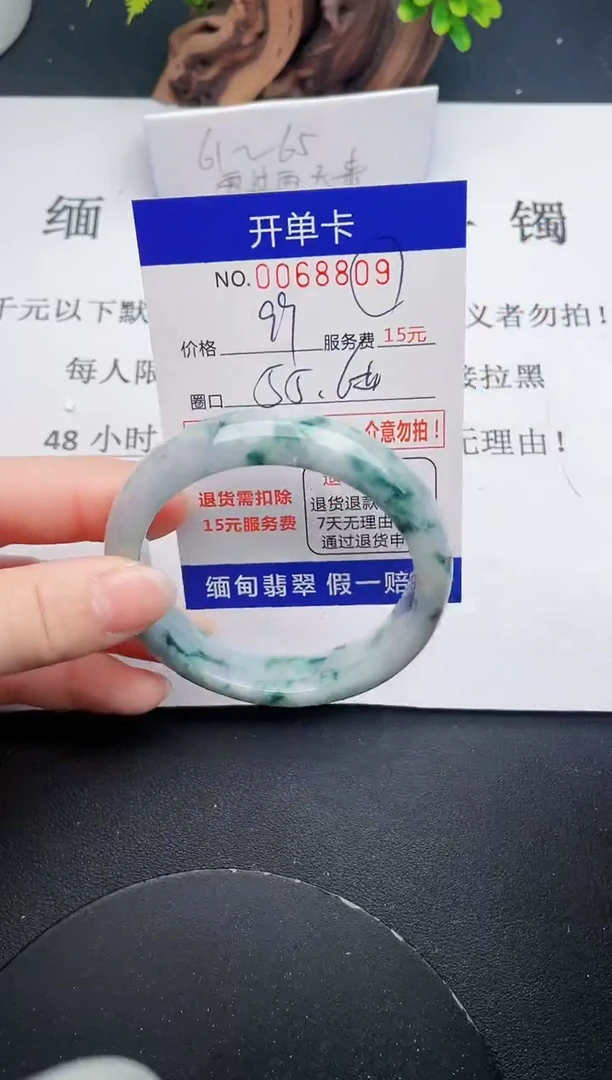 61~65
缅 镯
开单卡
NO.0068809
千元以下默 义者勿拍!
价格 99 服务费 15元
每人限 接拉黑
圈口 55.6
介意勿拍!
48 小时 无理由!
退货需扣除
15元服务费
退货退款
7天无理由
通过退货申
缅甸翡翠 假一赔